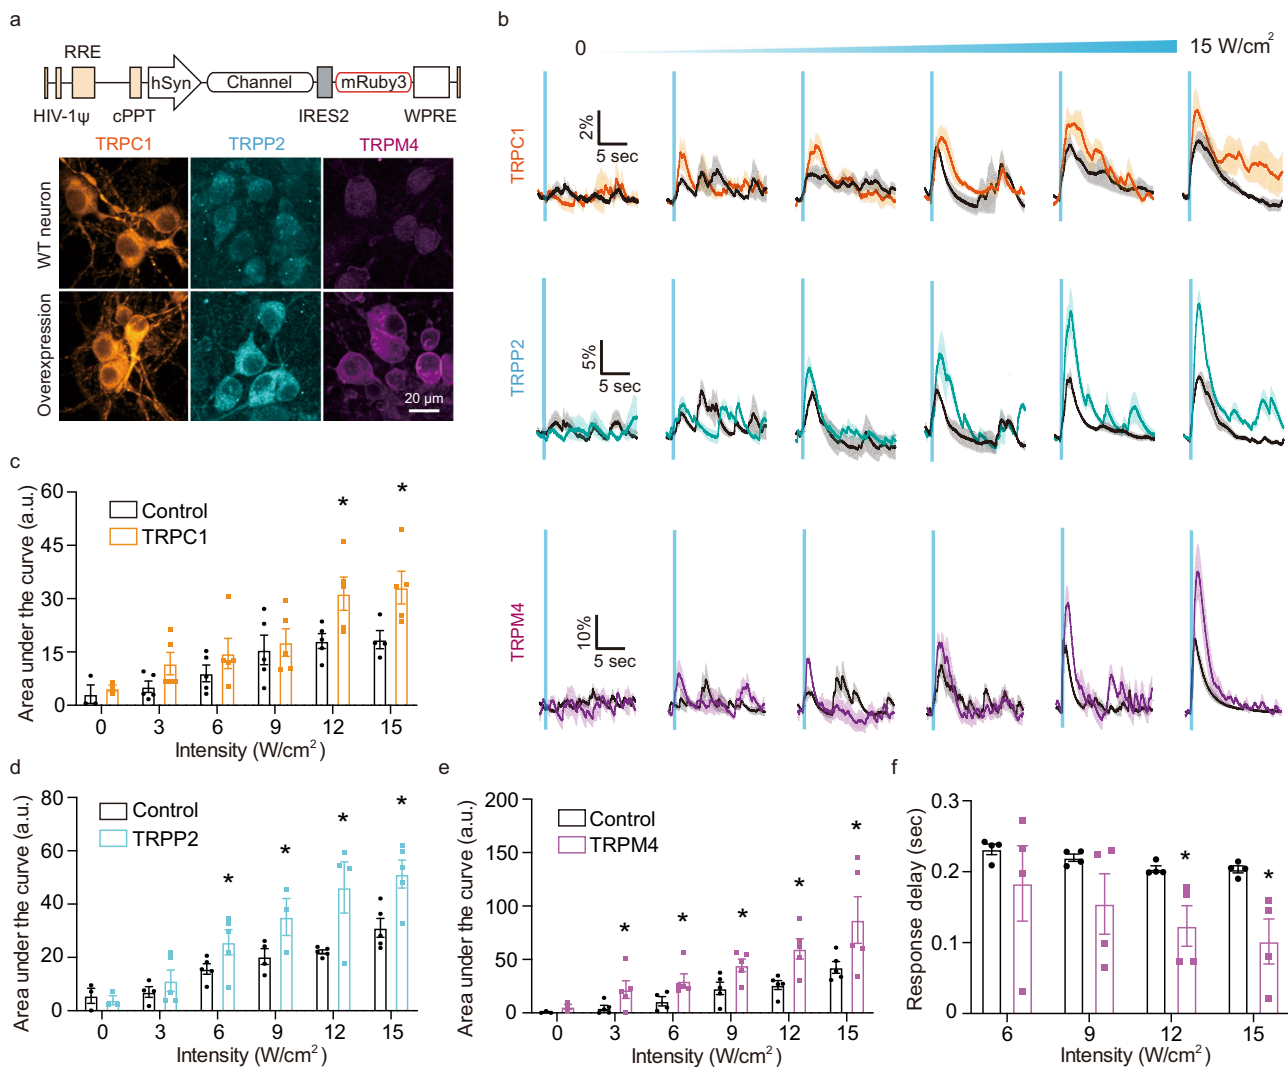 a
RRE
hSyn
Channel
mRuby3
HIV-1ψ
cPPT
IRES2
WPRE
TRPC1
TRPP2
TRPM4
WT neuron
Overexpression
20 μm
b
0
15 W/cm²
TRPC1
2%
5 sec
TRPP2
5%
5 sec
TRPM4
10%
5 sec
c
Area under the curve (a.u.)
60
45
30
15
0
Control
TRPC1
*
*
0 3 6 9 12 15
Intensity (W/cm²)
d
Area under the curve (a.u.)
80
60
40
20
0
Control
TRPP2
*
*
*
*
0 3 6 9 12 15
Intensity (W/cm²)
e
Area under the curve (a.u.)
200
150
100
50
0
Control
TRPM4
*
*
*
*
*
0 3 6 9 12 15
Intensity (W/cm²)
f
Response delay (sec)
0.3
0.2
0.1
0.0
*
*
6 9 12 15
Intensity (W/cm²)